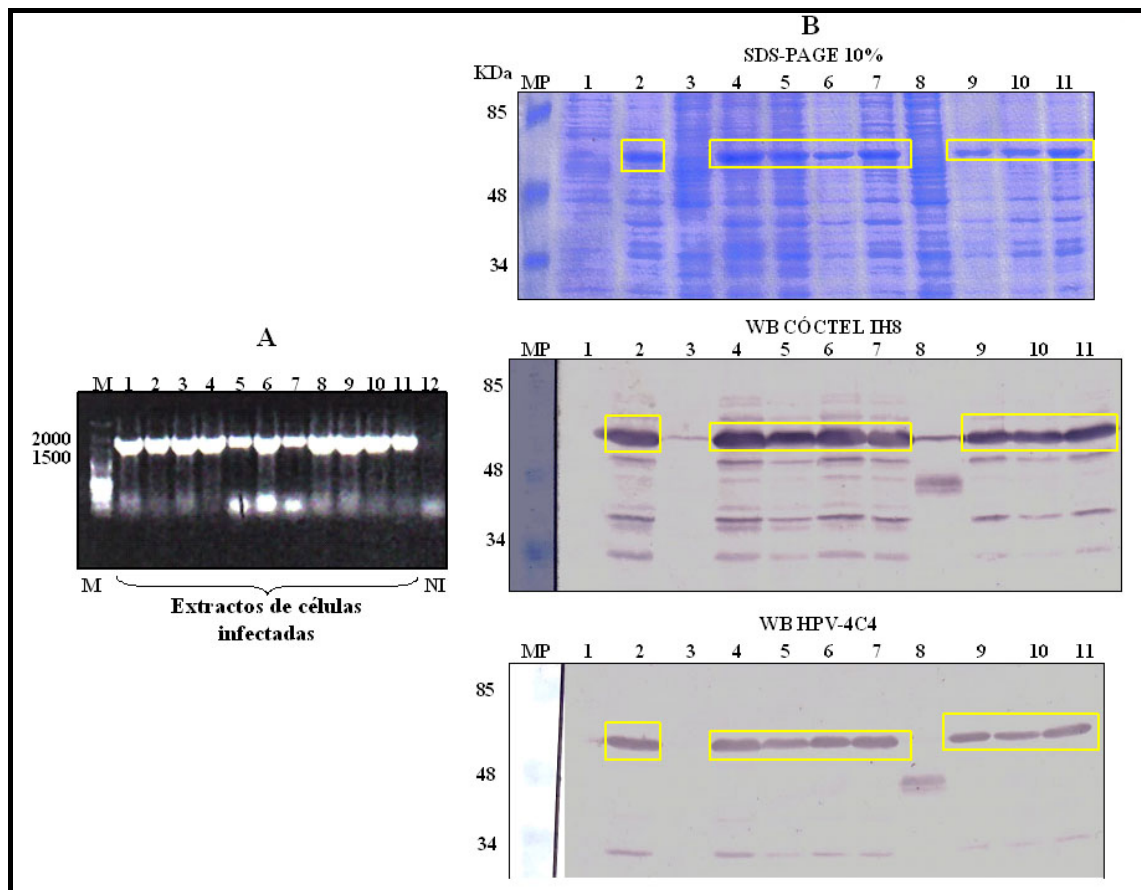 B
SDS-PAGE 10%
KDa MP 1 2 3 4 5 6 7 8 9 10 11
85
48
34
WB CÓCTEL IH8
MP 1 2 3 4 5 6 7 8 9 10 11
85
48
34
A
M 1 2 3 4 5 6 7 8 9 10 11 12
2000
1500
M NI
Extractos de células
infectadas
WB HPV-4C4
MP 1 2 3 4 5 6 7 8 9 10 11
85
48
34